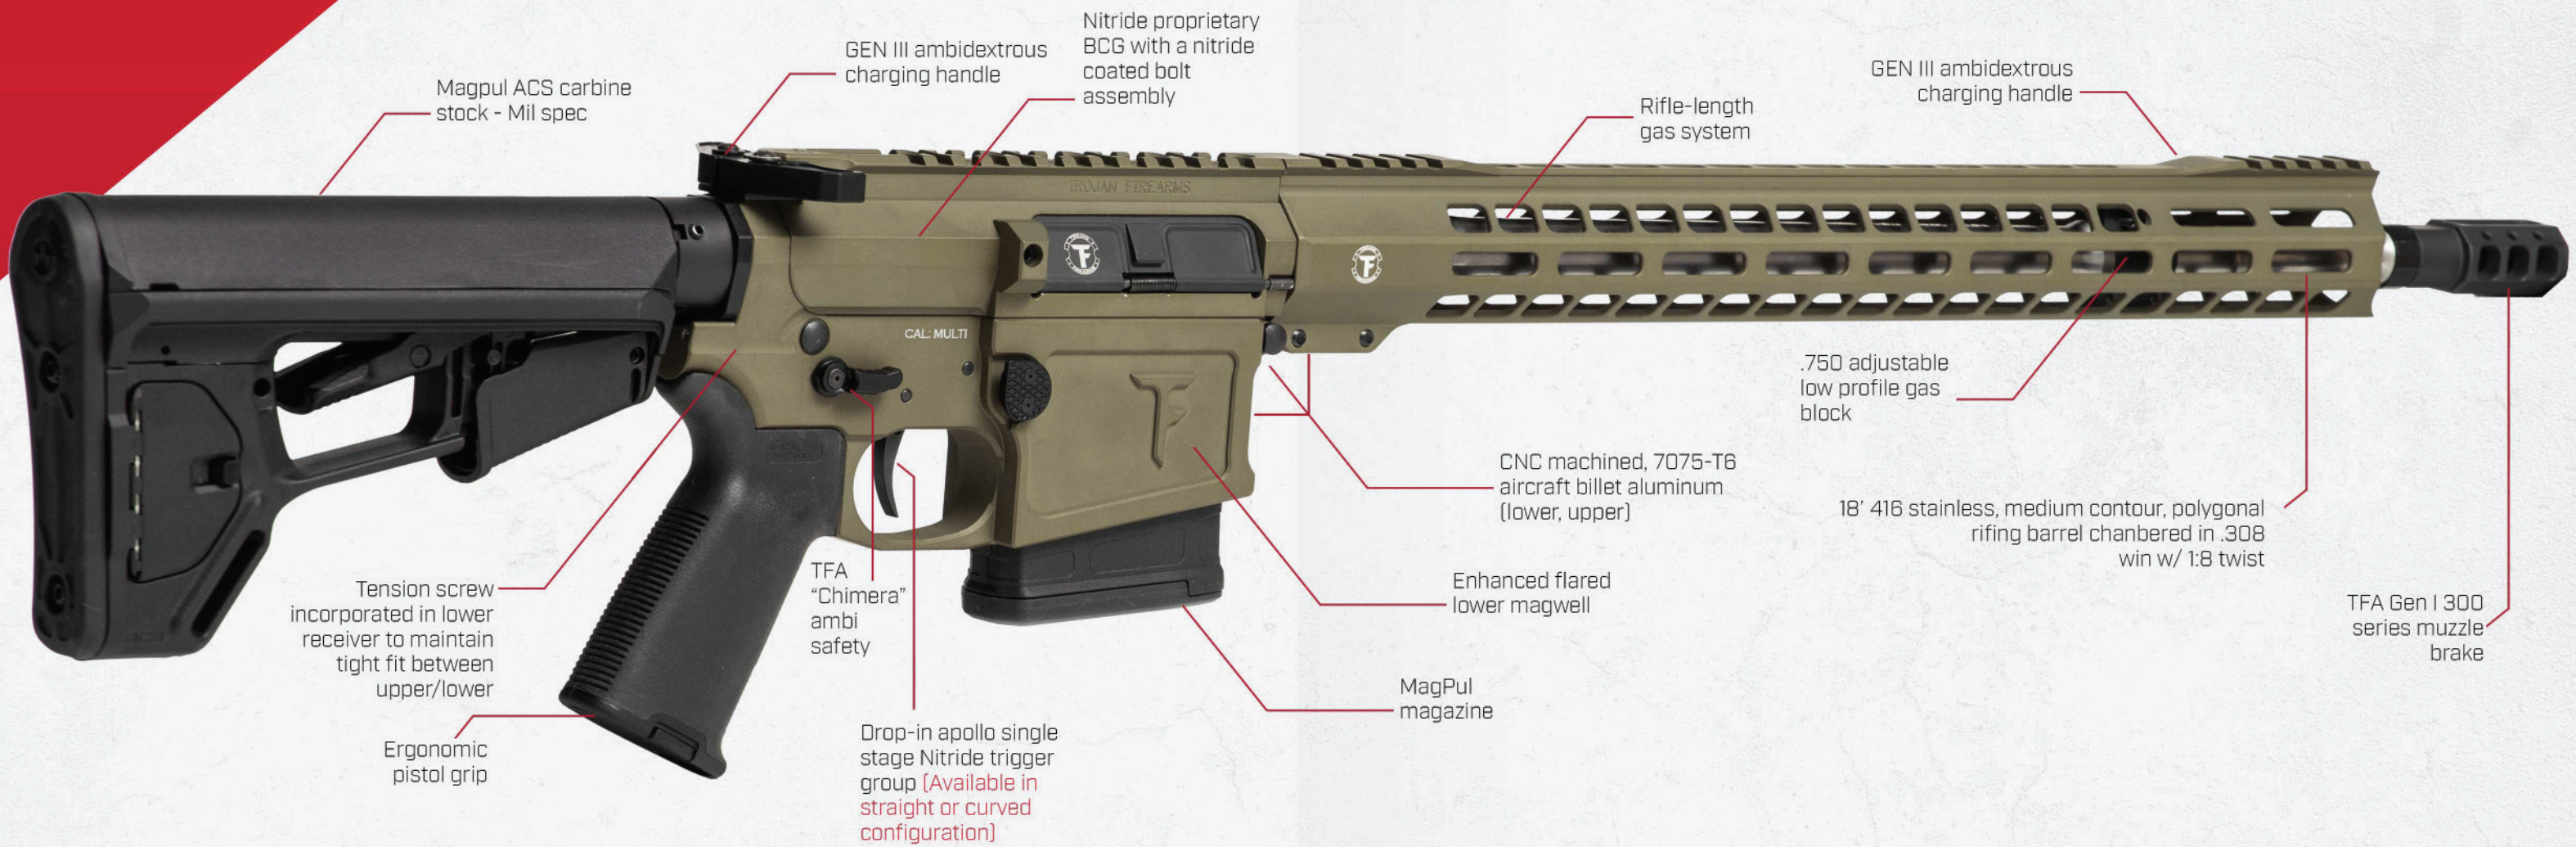 Magpul ACS carbine
stock - Mil spec
GEN III ambidextrous
charging handle
Nitride proprietary
BCG with a nitride
coated bolt
assembly
Rifle-length
gas system
GEN III ambidextrous
charging handle
TROJAN FIREARMS
CAL: MULTI
.750 adjustable
low profile gas
block
CNC machined, 7075-T6
aircraft billet aluminum
(lower, upper)
18' 416 stainless, medium contour, polygonal
rifing barrel chanbered in .308
win w/ 1:8 twist
Enhanced flared
lower magwell
TFA Gen I 300
series muzzle
brake
Tension screw
incorporated in lower
receiver to maintain
tight fit between
upper/lower
TFA
“Chimera”
ambi
safety
MagPul
magazine
Ergonomic
pistol grip
Drop-in apollo single
stage Nitride trigger
group (Available in
straight or curved
configuration)